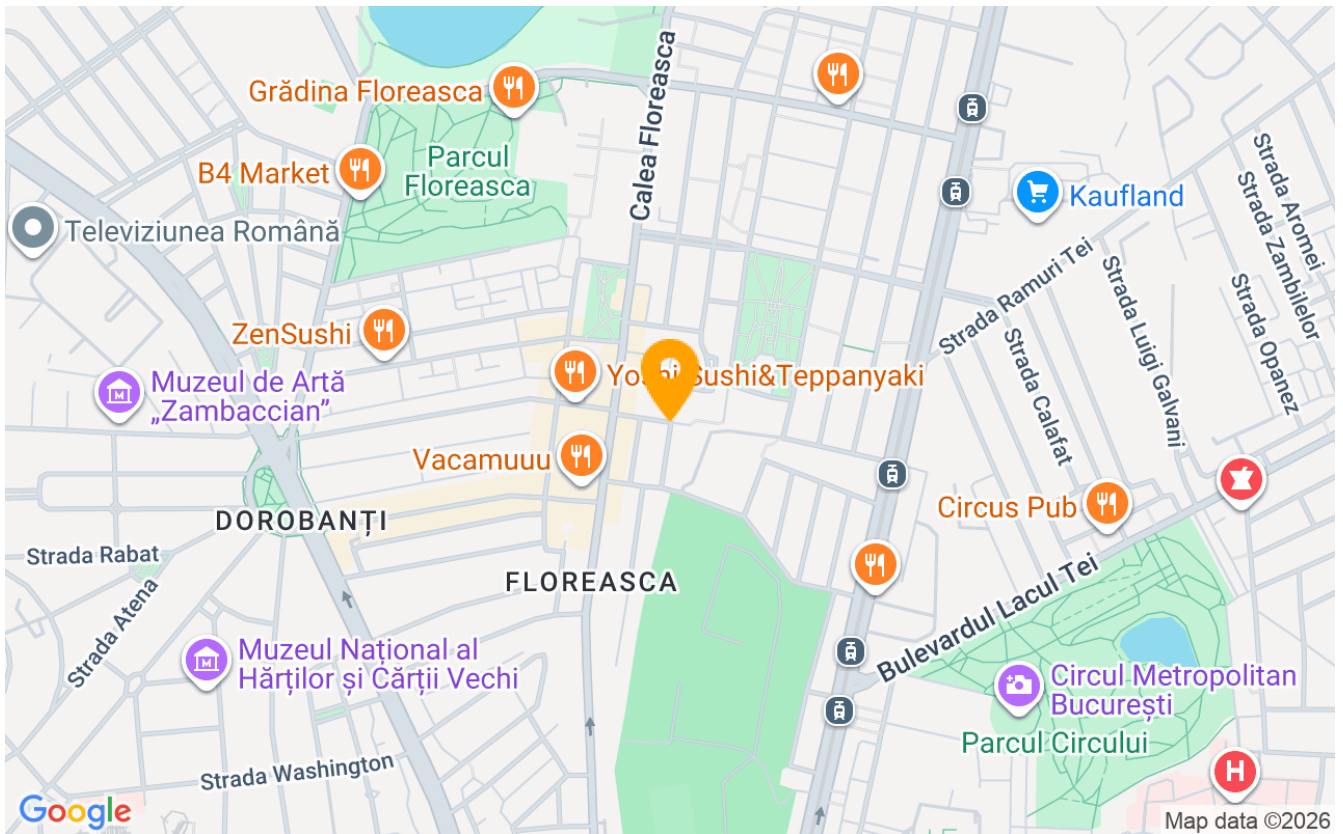 Grădina Floreasca
Calea Floreasca
B4 Market
Parcul
Floreasca
Kaufland
Televiziunea Română
Strada Aromei
Strada Zambilelor
Strada Ramuri Tei
Strada Luigi Galvani
Strada Opanez
ZenSushi
Strada Calafat
Muzeul de Artă
„Zambaccian”
Sushi&Teppanyaki
Vacamuuu
Circus Pub
DOROBANȚI
Strada Rabat
FLOREASCA
Strada Atena
Bulevardul Lacul Tei
Muzeul Național al
Hărților și Cărții Vechi
Circul Metropolitan
București
Parcul Circului
Strada Washington
H
Google
Map data ©2026